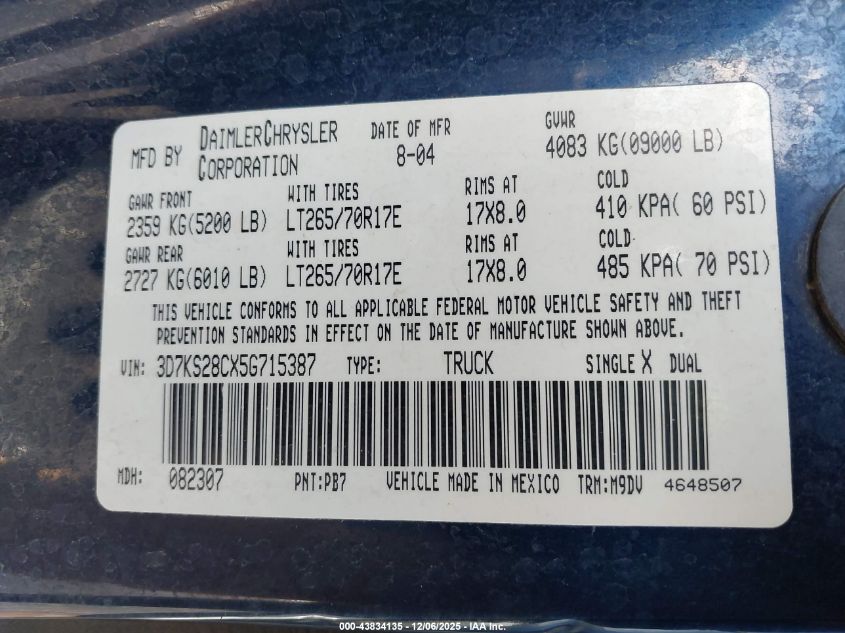 MFD BY DAIMLERCHRYSLER CORPORATION DATE OF MFR 8-04 GVWR 4083 KG(09000 LB)
GAWR FRONT WITH TIRES RIMS AT COLD
2359 KG(5200 LB) LT265/70R17E 17X8.0 410 KPA( 60 PSI)
GAWR REAR WITH TIRES RIMS AT COLD
2727 KG(6010 LB) LT265/70R17E 17X8.0 485 KPA( 70 PSI)
THIS VEHICLE CONFORMS TO ALL APPLICABLE FEDERAL MOTOR VEHICLE SAFETY AND THEFT
PREVENTION STANDARDS IN EFFECT ON THE DATE OF MANUFACTURE SHOWN ABOVE.
VIN: 3D7KS28CX5G715387 TYPE: TRUCK SINGLE X DUAL
MDH: 082307 PNT:PB7 VEHICLE MADE IN MEXICO TRM:M9DV 4648507
000-43834135 - 12/06/2025 - IAA Inc.